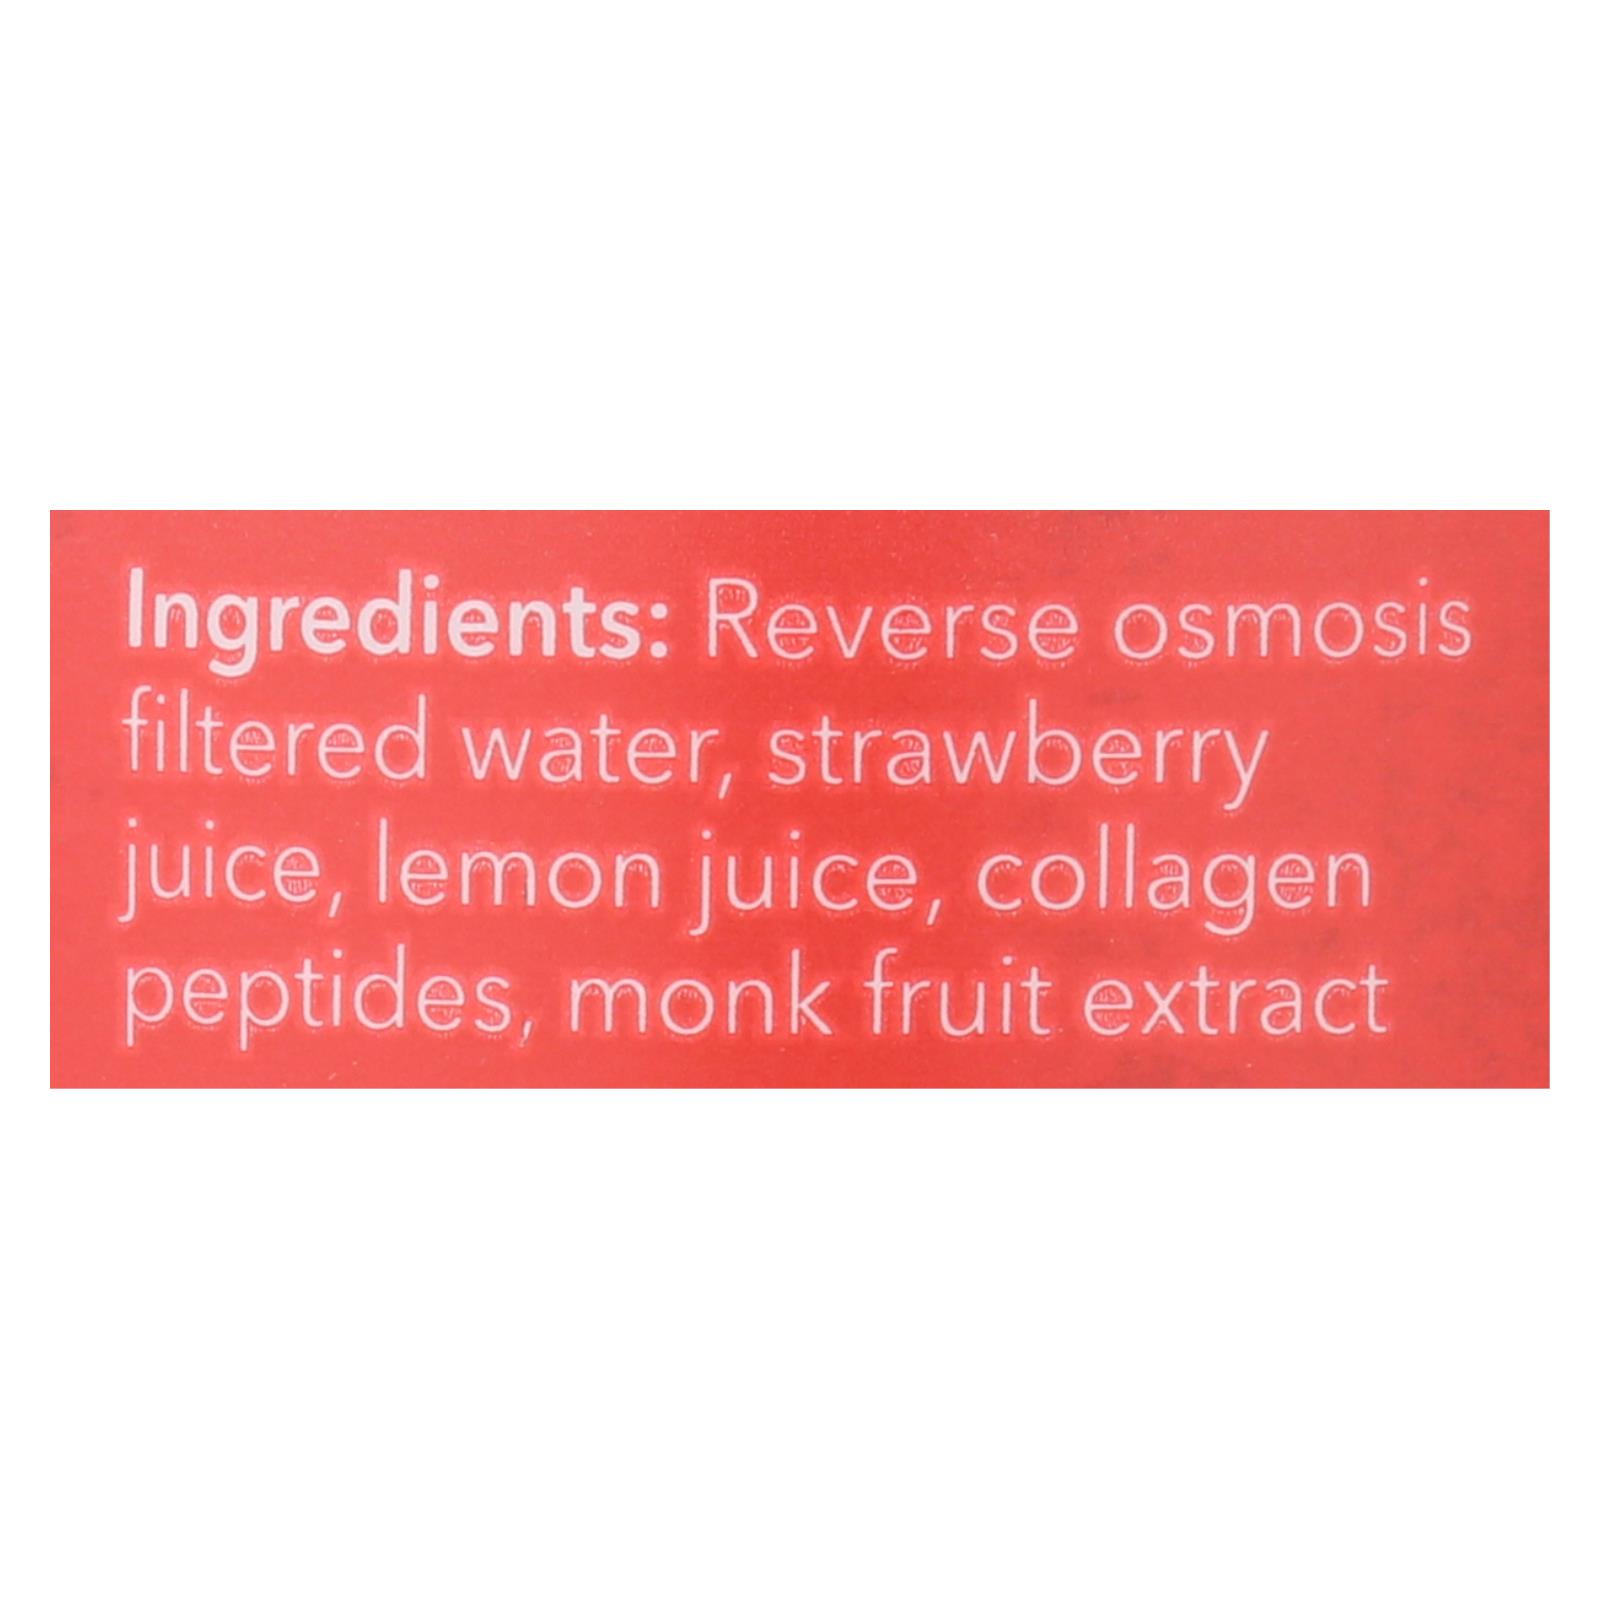 Ingredients: Reverse osmosis
filtered water, strawberry
juice, lemon juice, collagen
peptides, monk fruit extract